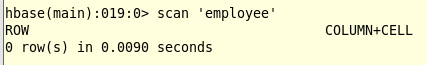 hbase(main):019:0> scan 'employee'
ROW COLUMN+CELL
0 row(s) in 0.0090 seconds